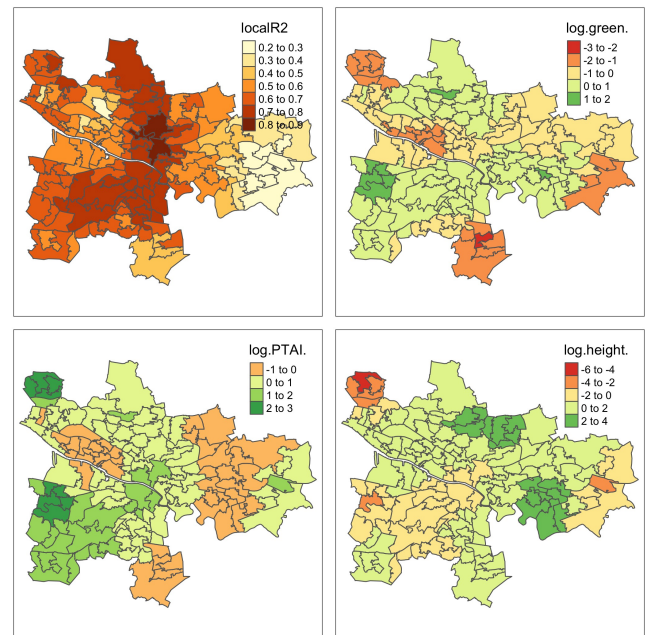 localR2
0.2 to 0.3
0.3 to 0.4
0.4 to 0.5
0.5 to 0.6
0.6 to 0.7
0.7 to 0.8
0.8 to 0.9
log.green.
-3 to -2
-2 to -1
-1 to 0
0 to 1
1 to 2
log.PTAI.
-1 to 0
0 to 1
1 to 2
2 to 3
log.height.
-6 to -4
-4 to -2
-2 to 0
0 to 2
2 to 4